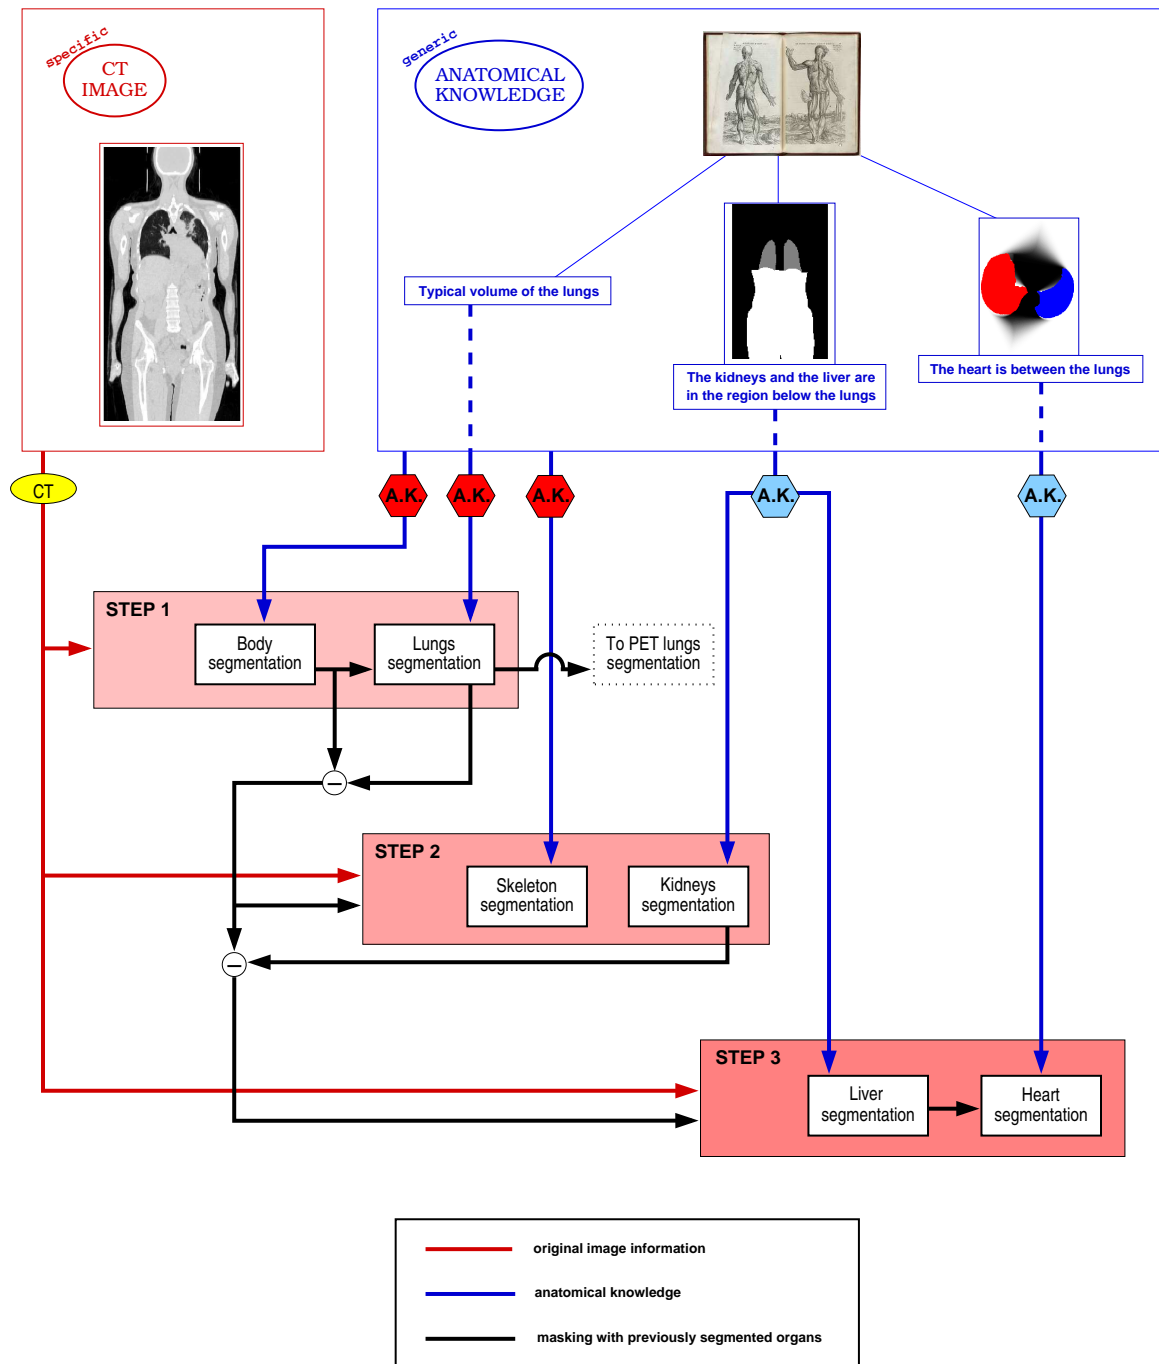 specific
CT
IMAGE
generic
ANATOMICAL
KNOWLEDGE
Typical volume of the lungs
The kidneys and the liver are
in the region below the lungs
The heart is between the lungs
CT
A.K.
A.K.
A.K.
A.K.
A.K.
STEP 1
Body
segmentation
Lungs
segmentation
To PET lungs
segmentation
−
STEP 2
Skeleton
segmentation
Kidneys
segmentation
−
STEP 3
Liver
segmentation
Heart
segmentation
original image information
anatomical knowledge
masking with previously segmented organs